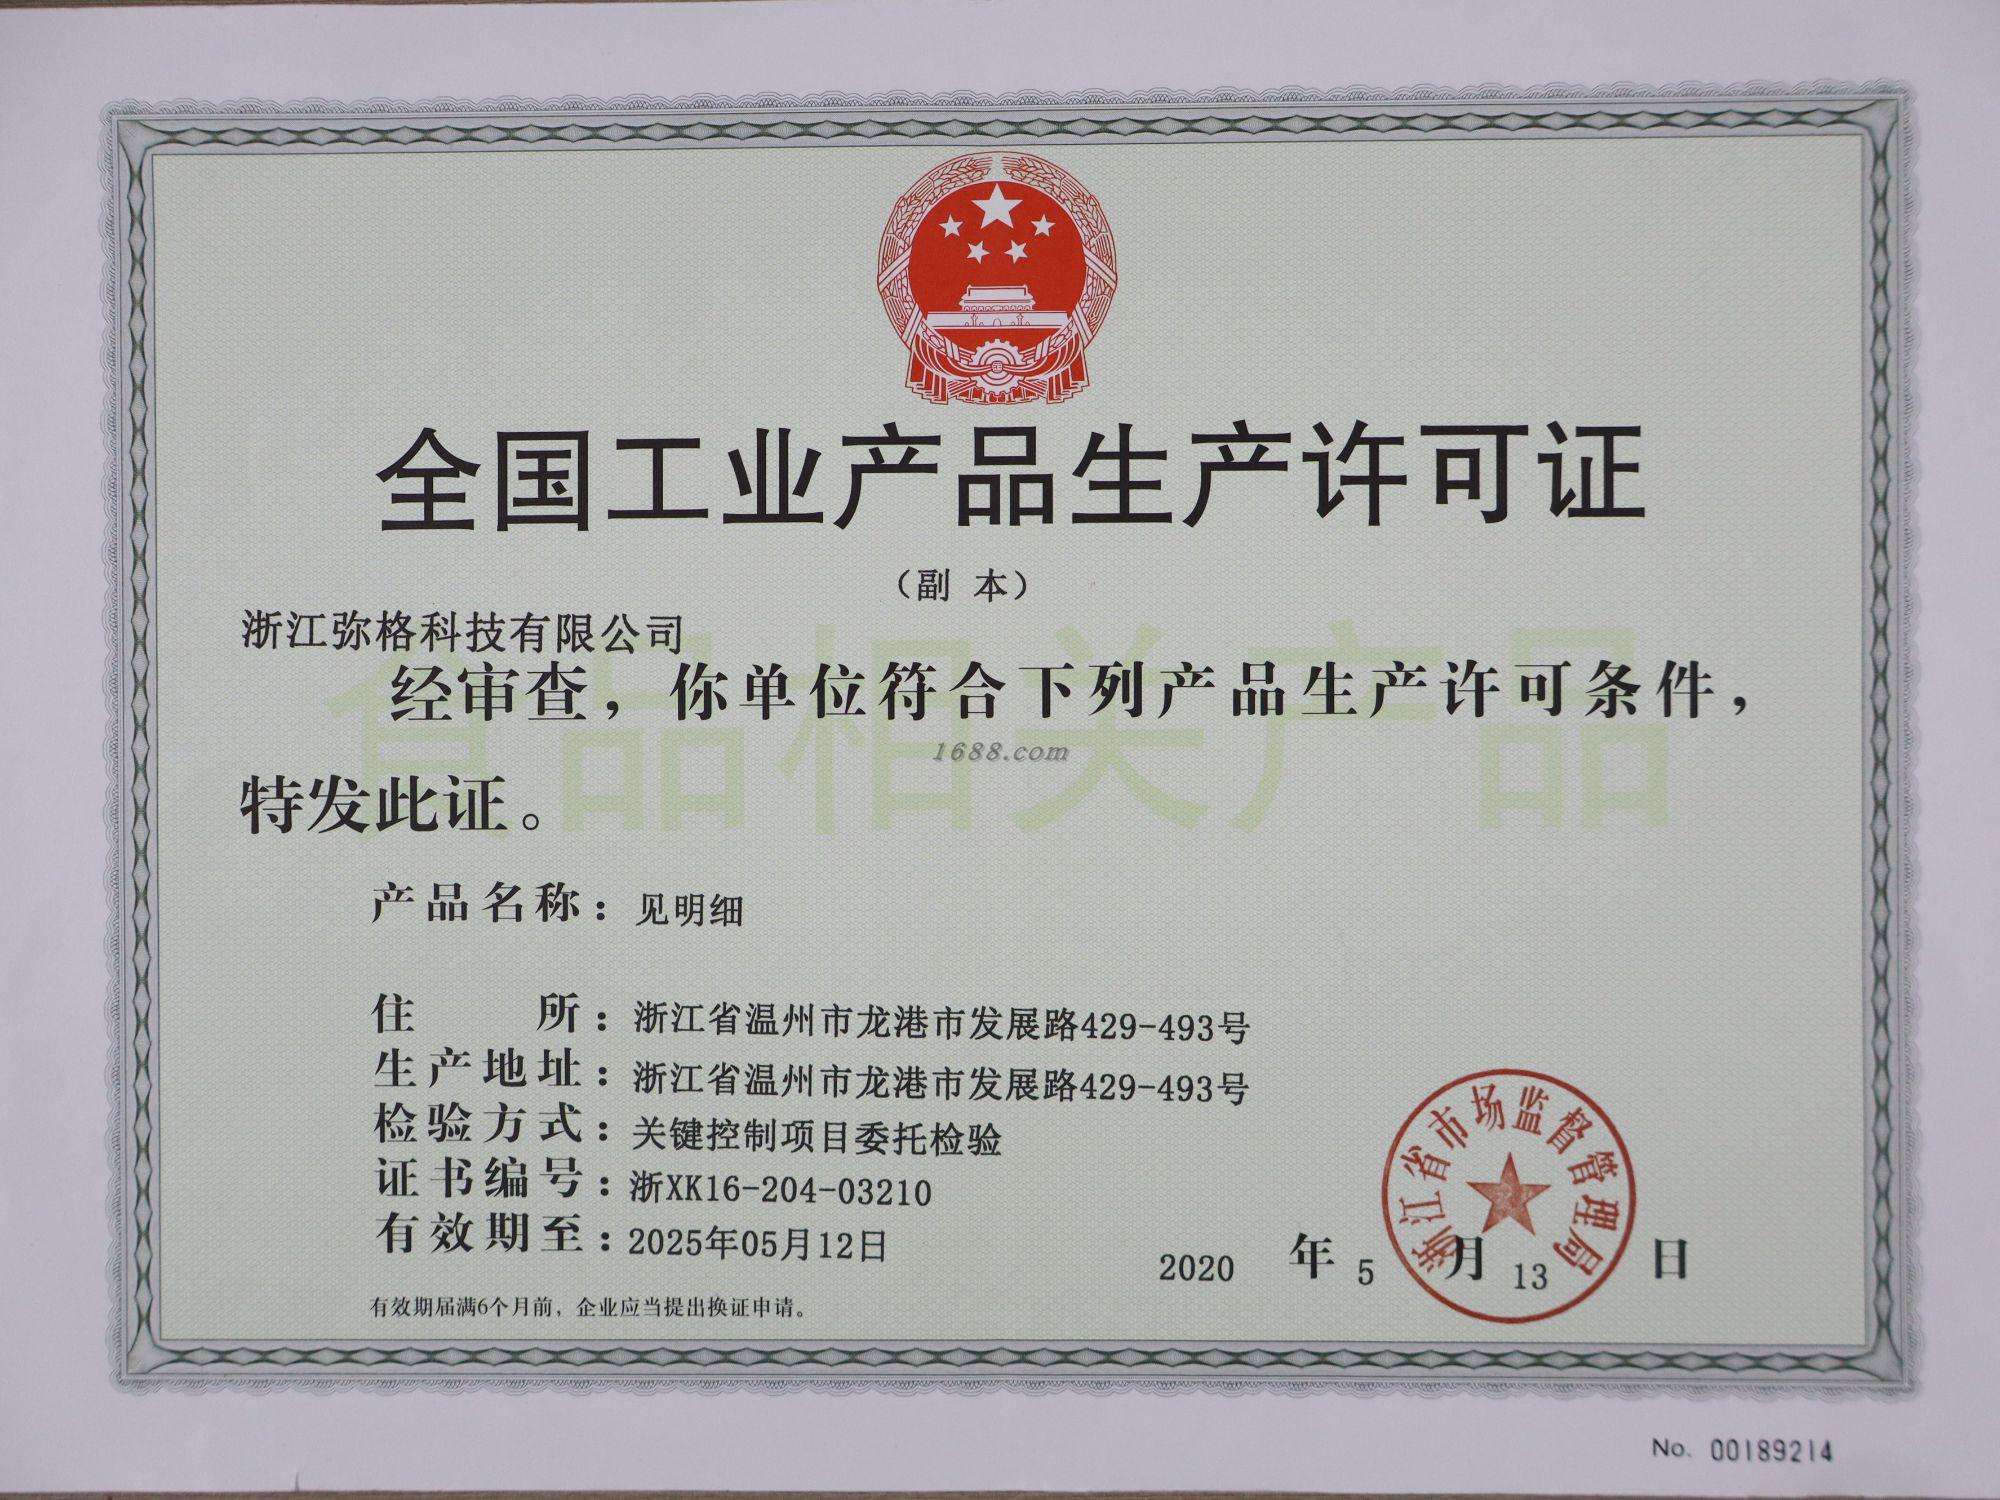 全国工业产品生产许可证
（副 本）
浙江弥格科技有限公司
食品相关产品
经审查，你单位符合下列产品生产许可条件，
1688.com
特发此证。
产品名称：见明细
住 所：浙江省温州市龙港市发展路429-493号
生产地址：浙江省温州市龙港市发展路429-493号
检验方式：关键控制项目委托检验
证书编号：浙XK16-204-03210
有效期至：2025年05月12日
浙江省市场监督管理局
2020 年 5 月 13 日
有效期届满6个月前，企业应当提出换证申请。
No. 00189214